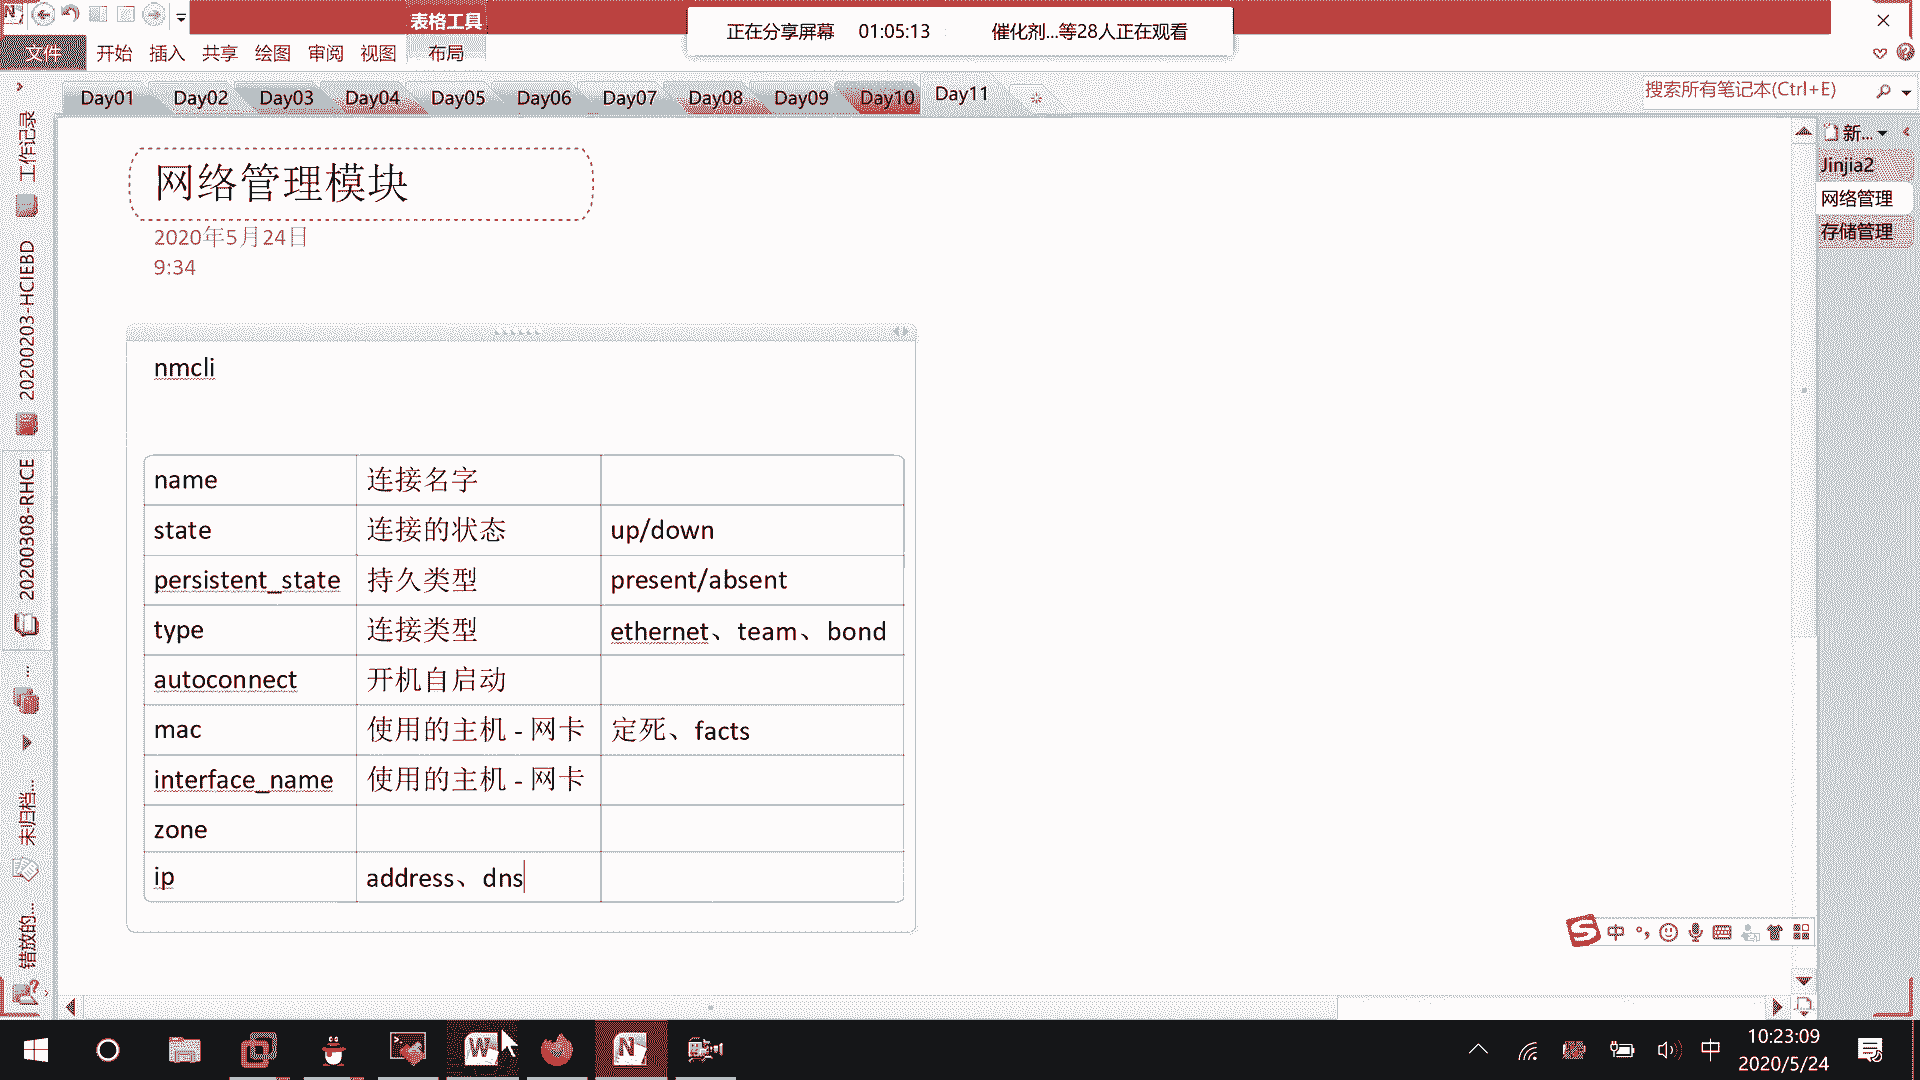 表格工具
正在分享屏幕 01:05:13 催化剂...等28人正在观看
文件 开始 插入 共享 绘图 审阅 视图 布局
Day01 Day02 Day03 Day04 Day05 Day06 Day07 Day08 Day09 Day10 Day11
搜索所有笔记本(Ctrl+E)
工作记录
20200203-HCIEBD
20200308-RHCE
...
未归档...
错放的...
网络管理模块
2020年5月24日
9:34
nmcli
name 连接名字
state 连接的状态 up/down
persistent_state 持久类型 present/absent
type 连接类型 ethernet、team、bond
autoconnect 开机自启动
mac 使用的主机 - 网卡 定死、facts
interface_name 使用的主机 - 网卡
zone
ip address、dns
新...
Jinjia2
网络管理
存储管理
中
中
10:23:09
2020/5/24